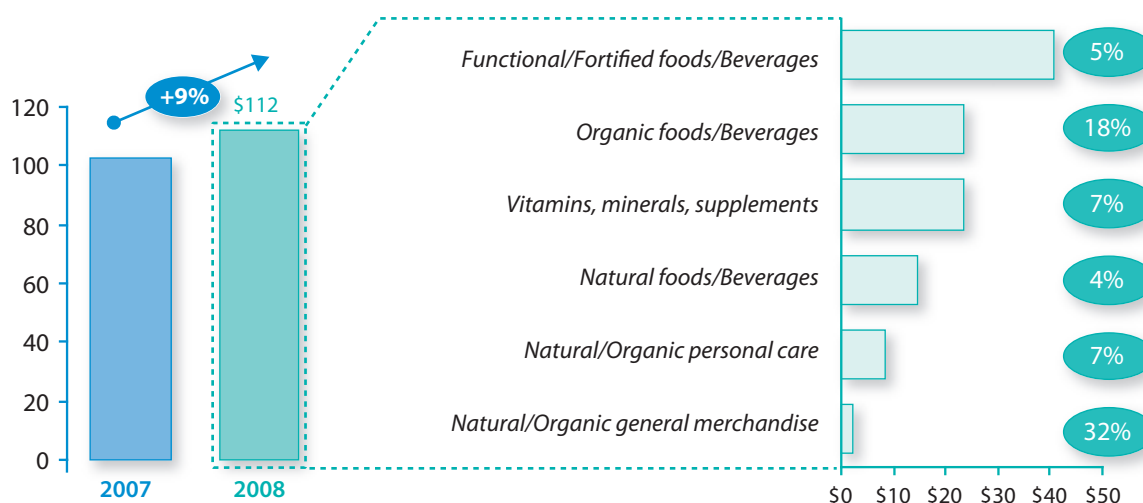 +9%
$112
120
100
80
60
40
20
0
2007
2008
Functional/Fortified foods/Beverages
5%
Organic foods/Beverages
18%
Vitamins, minerals, supplements
7%
Natural foods/Beverages
4%
Natural/Organic personal care
7%
Natural/Organic general merchandise
32%
$0 $10 $20 $30 $40 $50